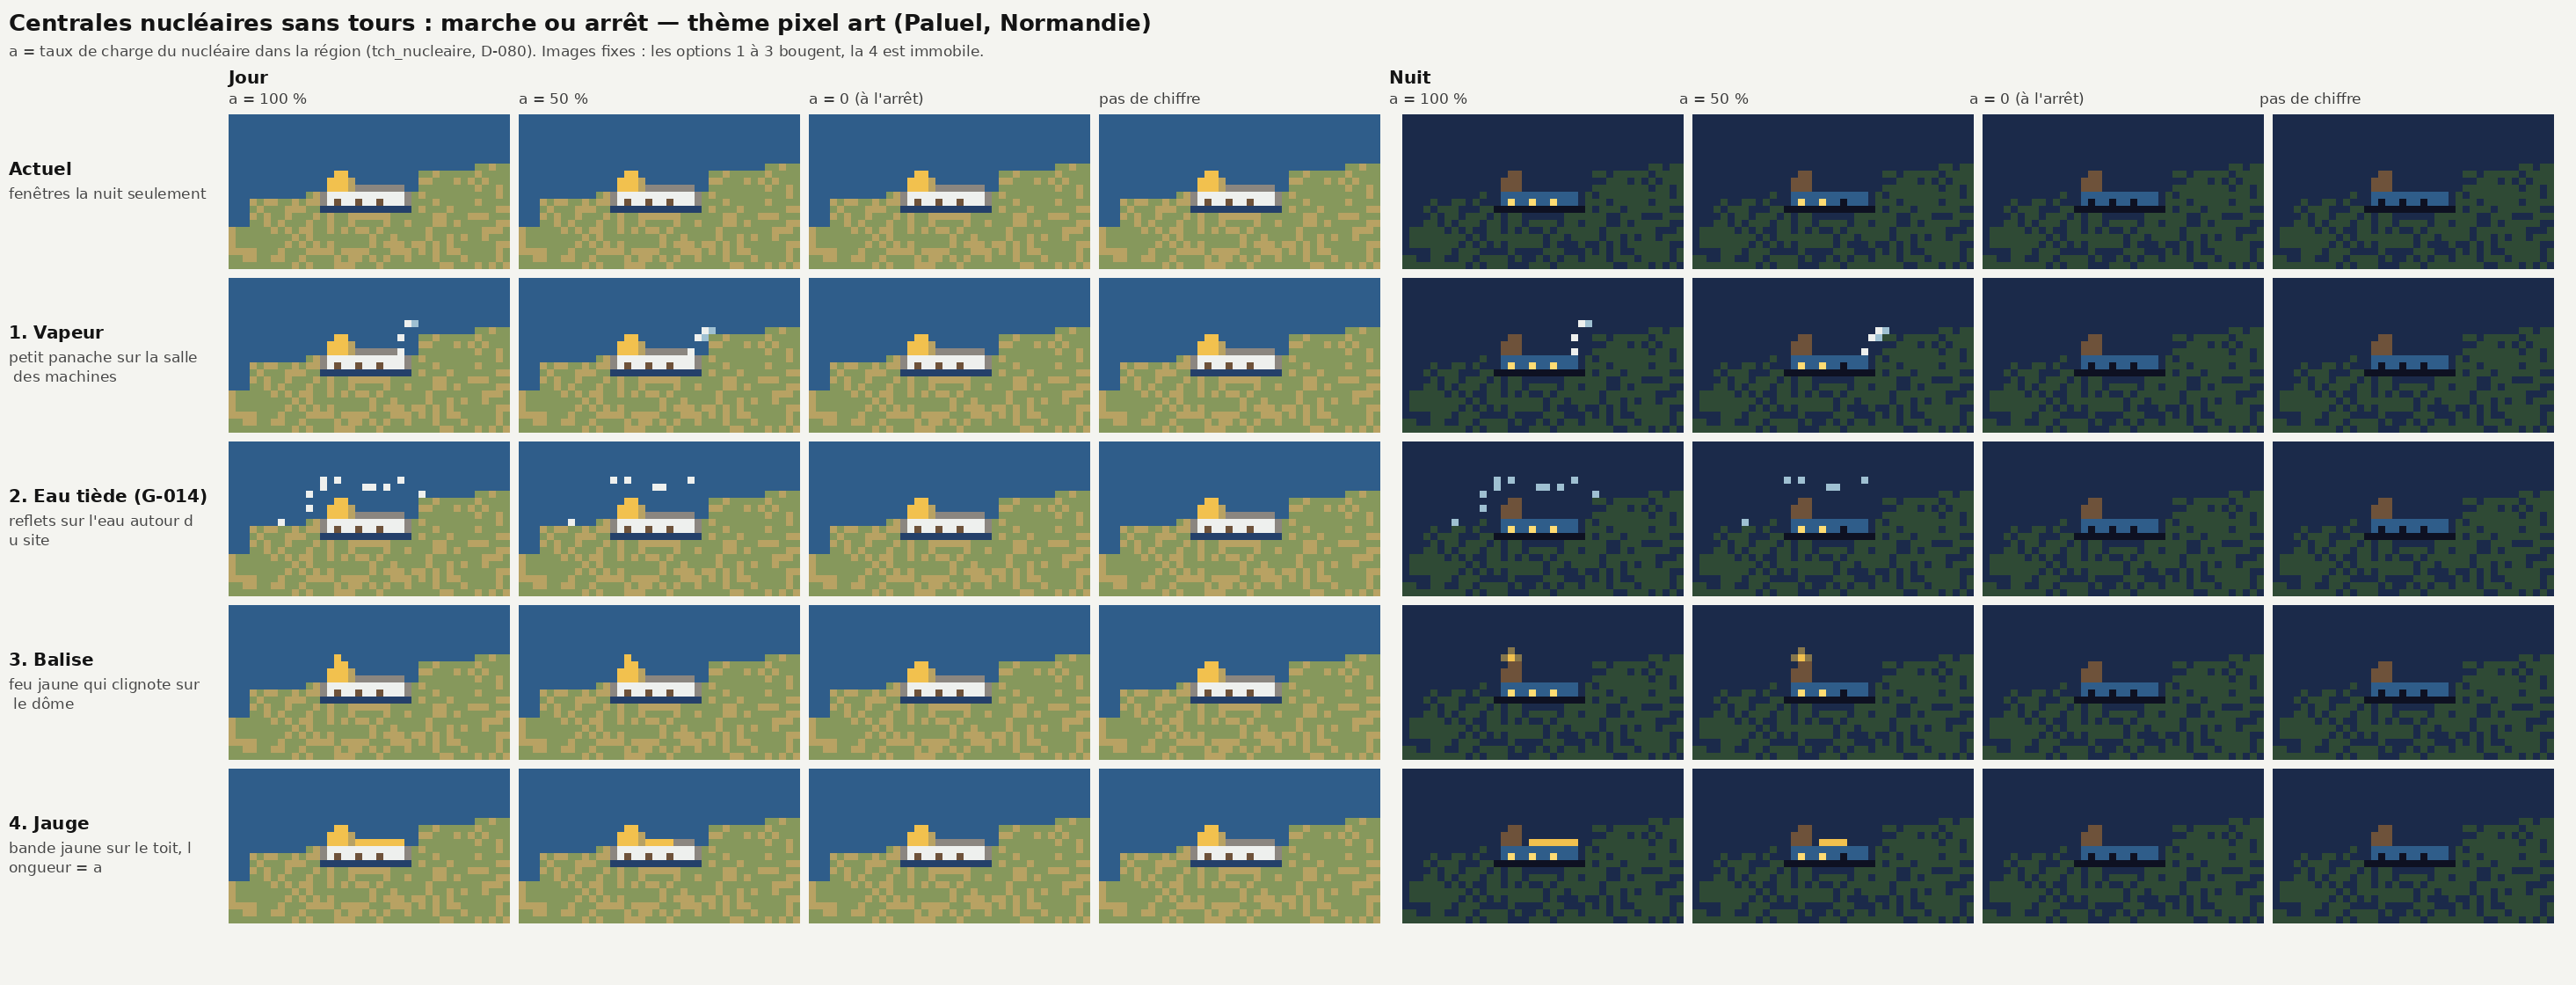 Centrales nucléaires sans tours : marche ou arrêt — thème pixel art (Paluel, Normandie)
a = taux de charge du nucléaire dans la région (tch_nucleaire, D-080). Images fixes : les options 1 à 3 bougent, la 4 est immobile.
Jour
Nuit
a = 100 %
a = 50 %
a = 0 (à l'arrêt)
pas de chiffre
a = 100 %
a = 50 %
a = 0 (à l'arrêt)
pas de chiffre
Actuel
fenêtres la nuit seulement
1. Vapeur
petit panache sur la salle
des machines
2. Eau tiède (G-014)
reflets sur l'eau autour d
u site
3. Balise
feu jaune qui clignote sur
le dôme
4. Jauge
bande jaune sur le toit, l
ongueur = a